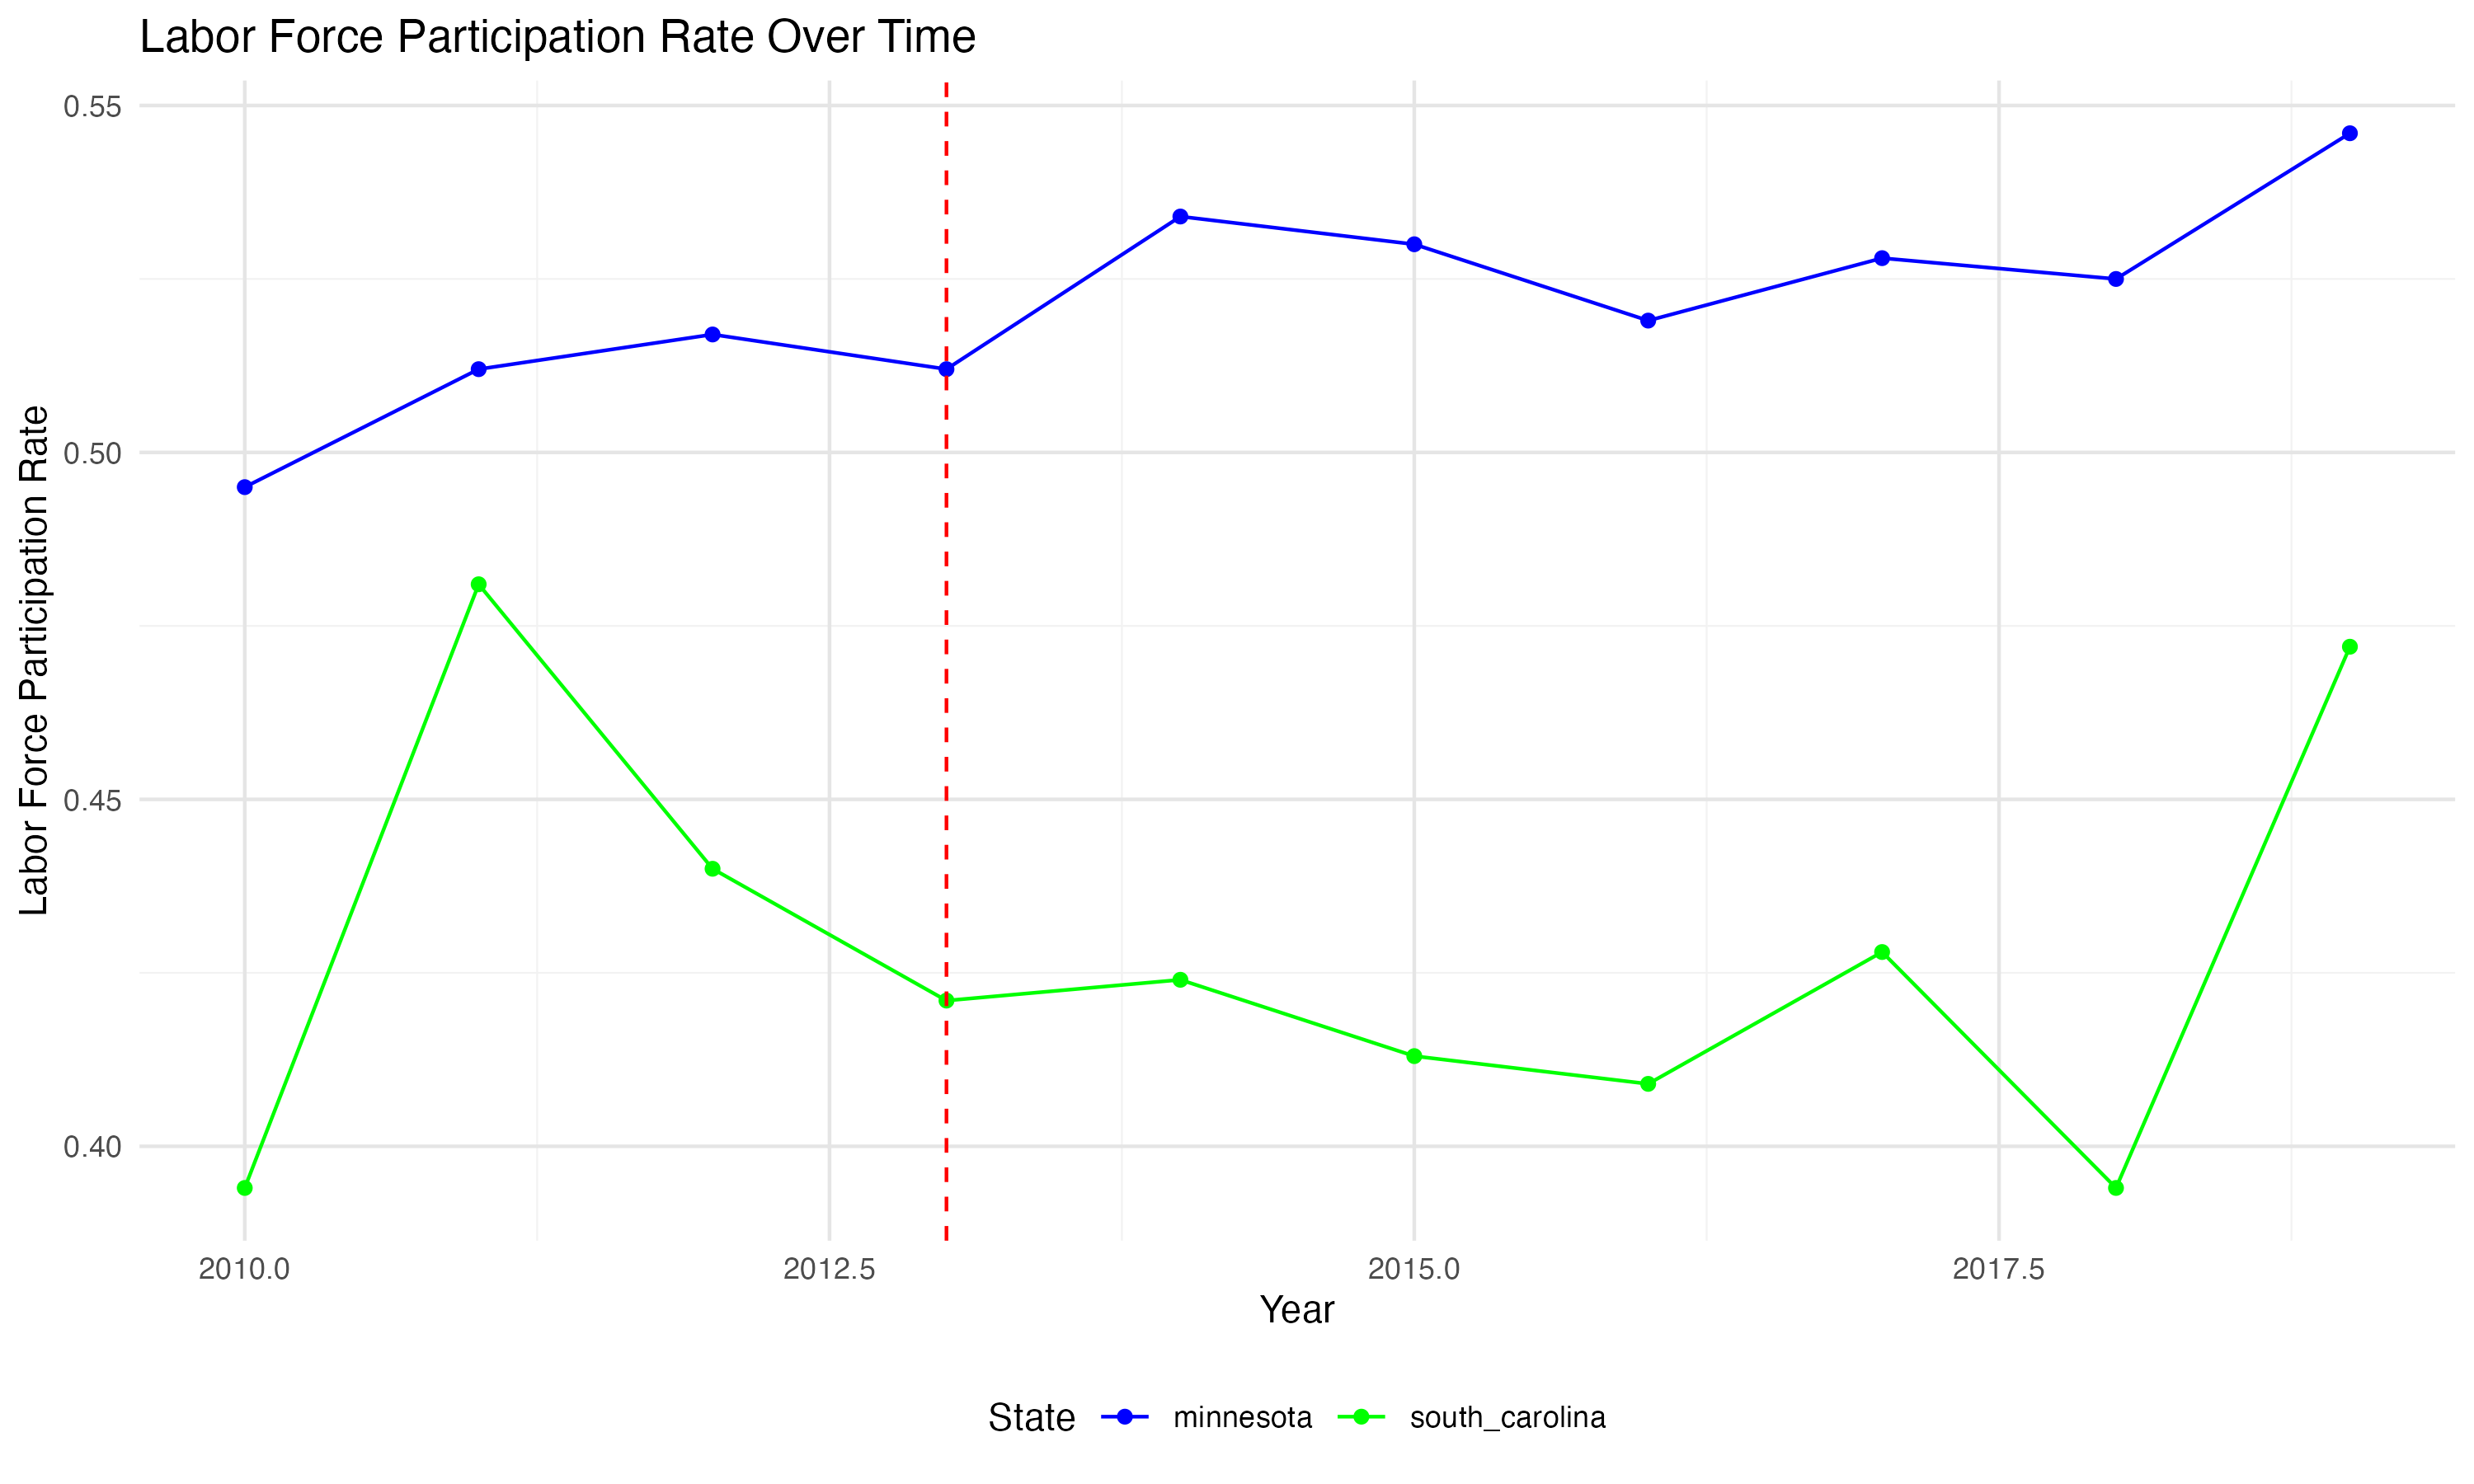 Labor Force Participation Rate Over Time
Labor Force Participation Rate
0.55
0.50
0.45
0.40
2010.0 2012.5 2015.0 2017.5
Year
State minnesota south_carolina